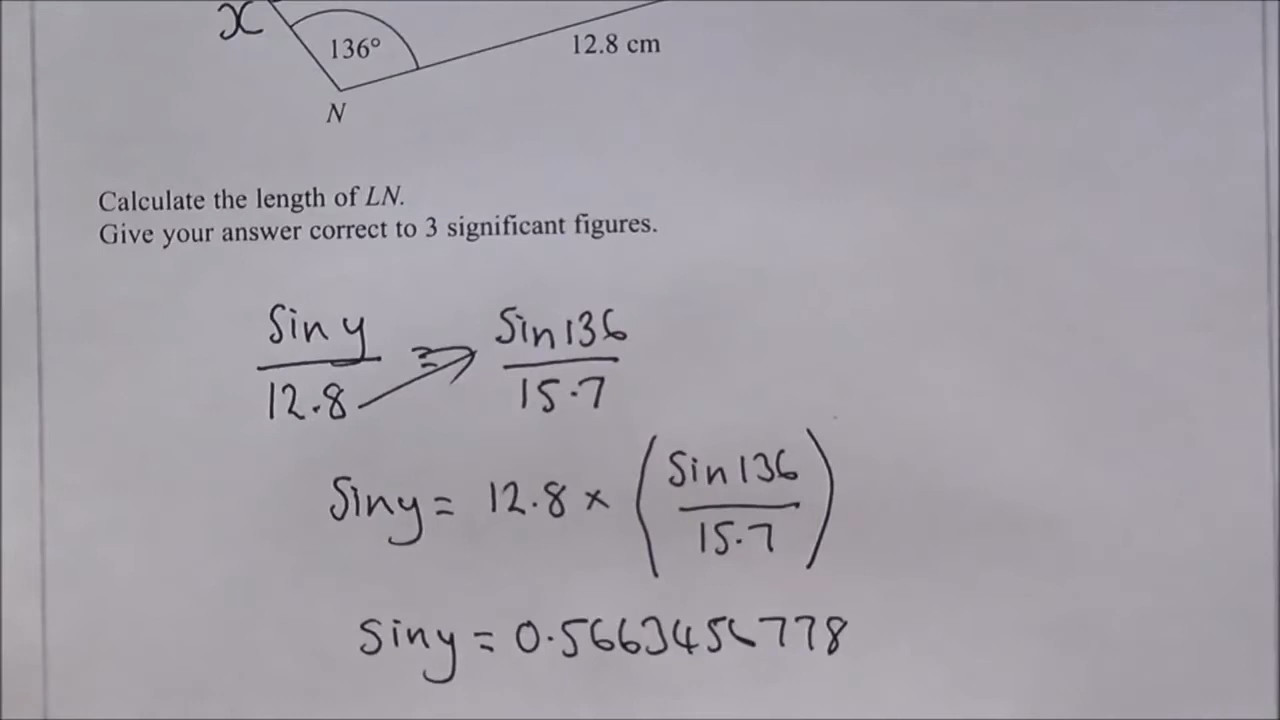 x
136°
12.8 cm
N
Calculate the length of LN.
Give your answer correct to 3 significant figures.
Sin y / 12.8 = Sin 136 / 15.7
Sin y = 12.8 × ( Sin 136 / 15.7 )
Sin y = 0.5663456778